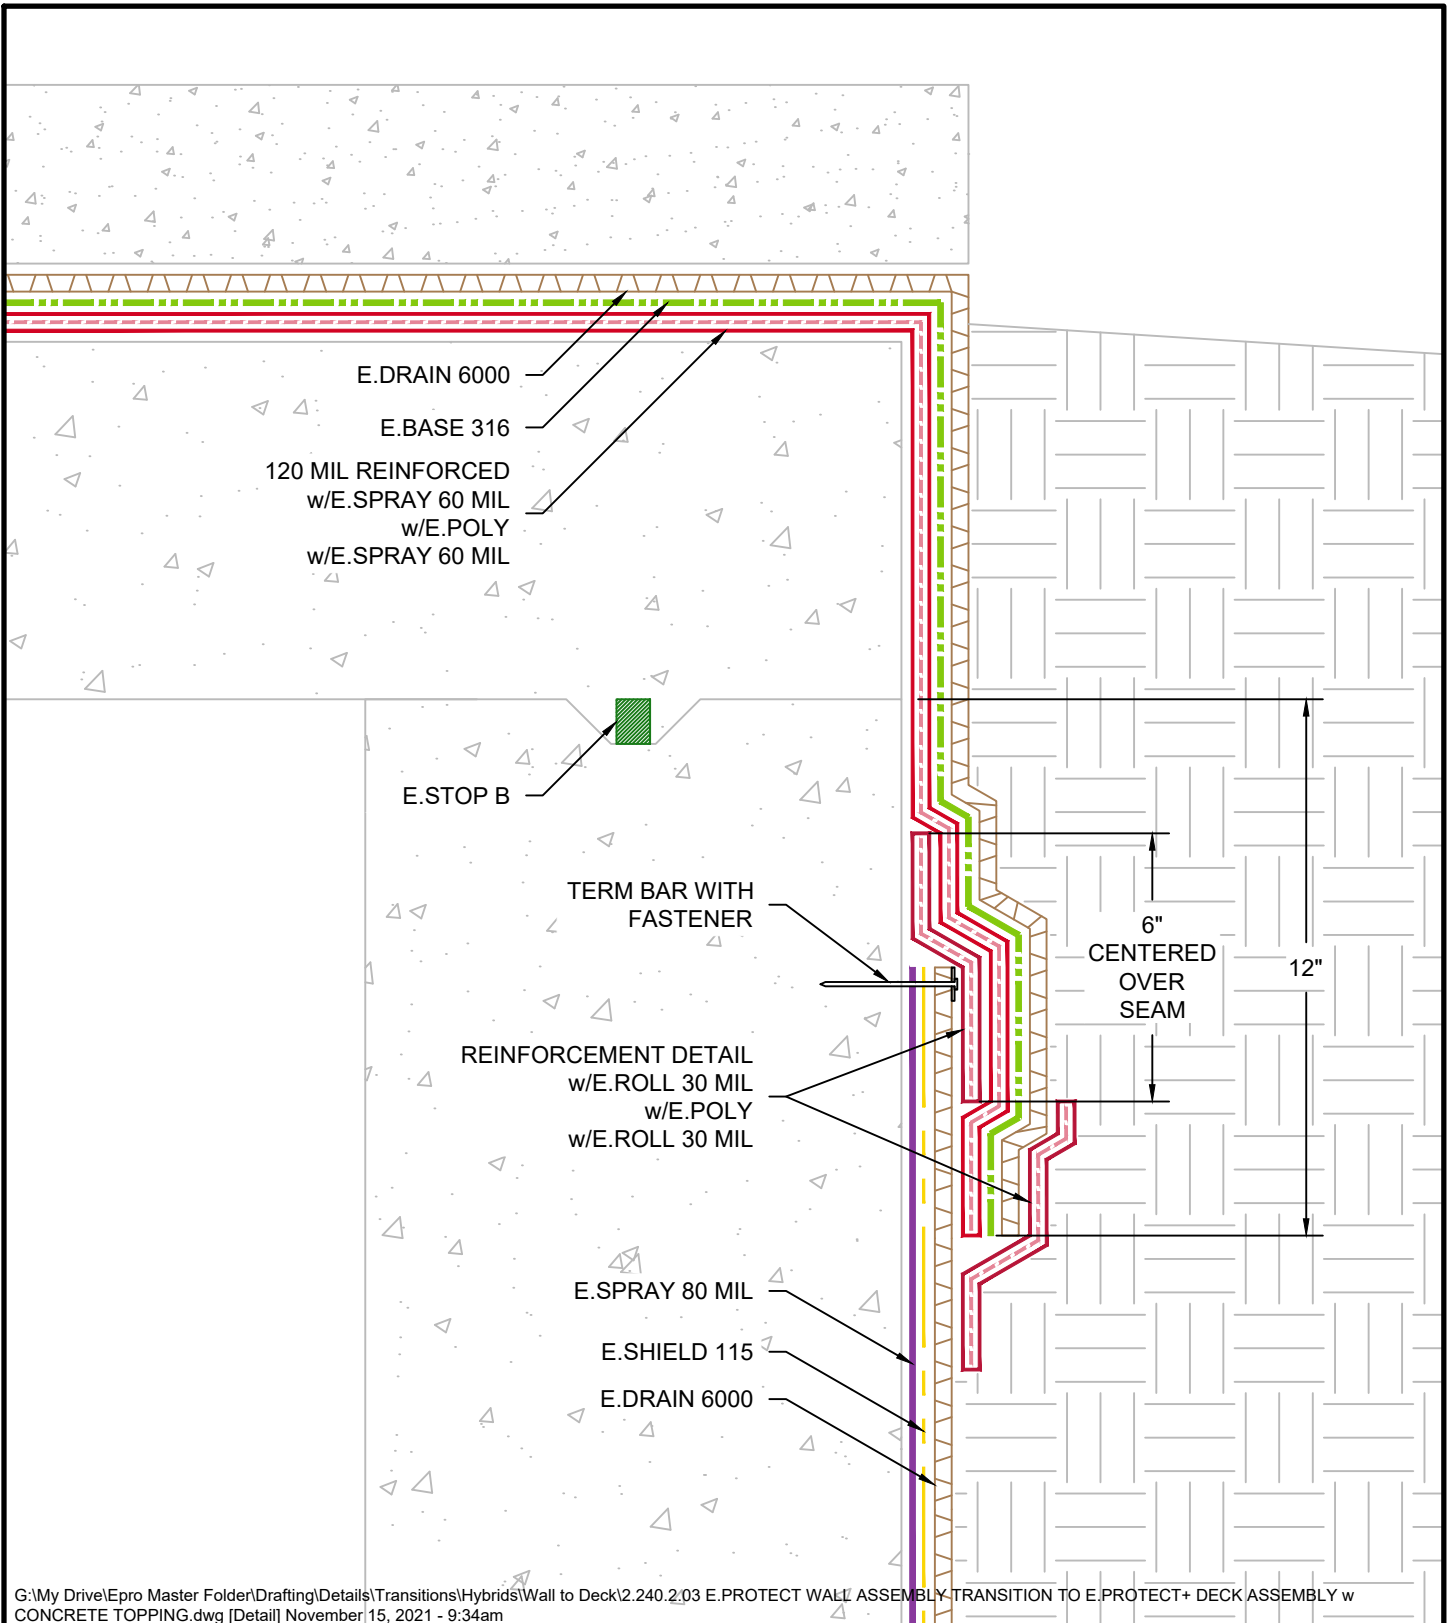 E.DRAIN 6000
E.BASE 316
120 MIL REINFORCED
w/E.SPRAY 60 MIL
w/E.POLY
w/E.SPRAY 60 MIL
E.STOP B
TERM BAR WITH
FASTENER
6"
CENTERED
OVER
SEAM
12"
REINFORCEMENT DETAIL
w/E.ROLL 30 MIL
w/E.POLY
w/E.ROLL 30 MIL
E.SPRAY 80 MIL
E.SHIELD 115
E.DRAIN 6000
G:\My Drive\Epro Master Folder\Drafting\Details\Transitions\Hybrids\Wall to Deck\2.240.2.03 E.PROTECT WALL ASSEMBLY TRANSITION TO E.PROTECT+ DECK ASSEMBLY w
CONCRETE TOPPING.dwg [Detail] November 15, 2021 - 9:34am